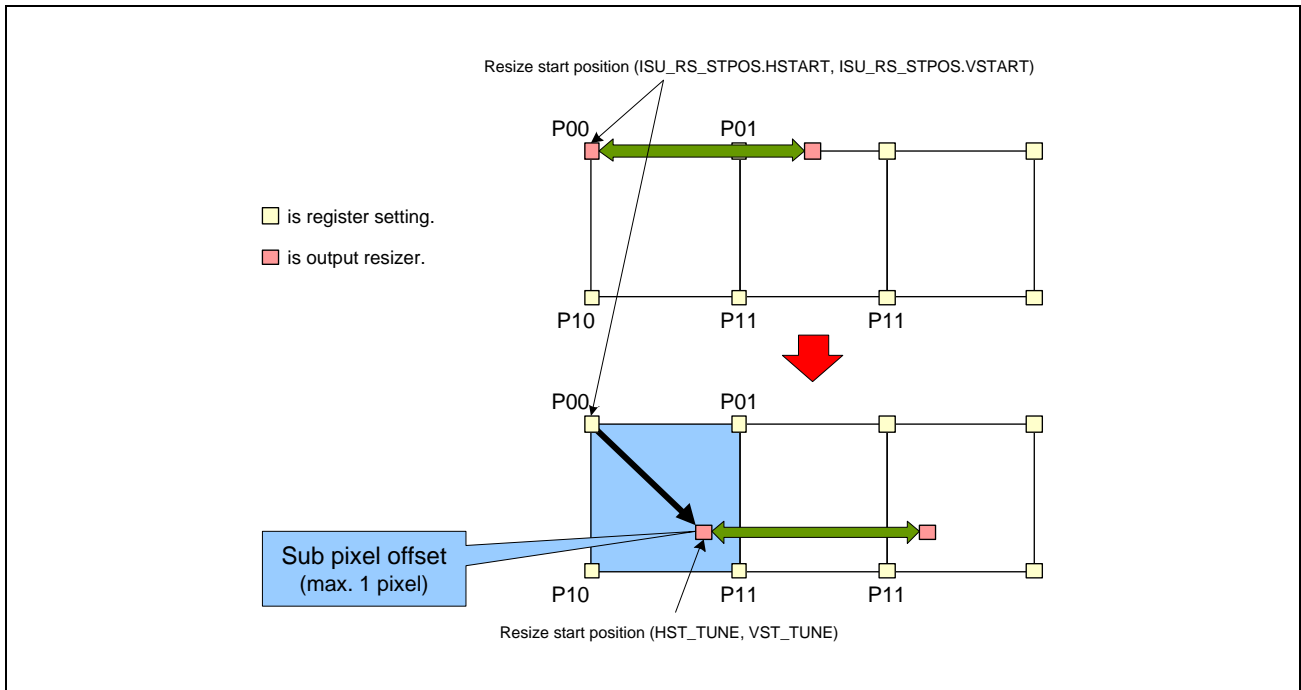 Resize start position (ISU_RS_STPOS.HSTART, ISU_RS_STPOS.VSTART)
P00 P01
is register setting.
is output resizer.
P10 P11 P11
P00 P01
Sub pixel offset
(max. 1 pixel)
P10 P11 P11
Resize start position (HST_TUNE, VST_TUNE)